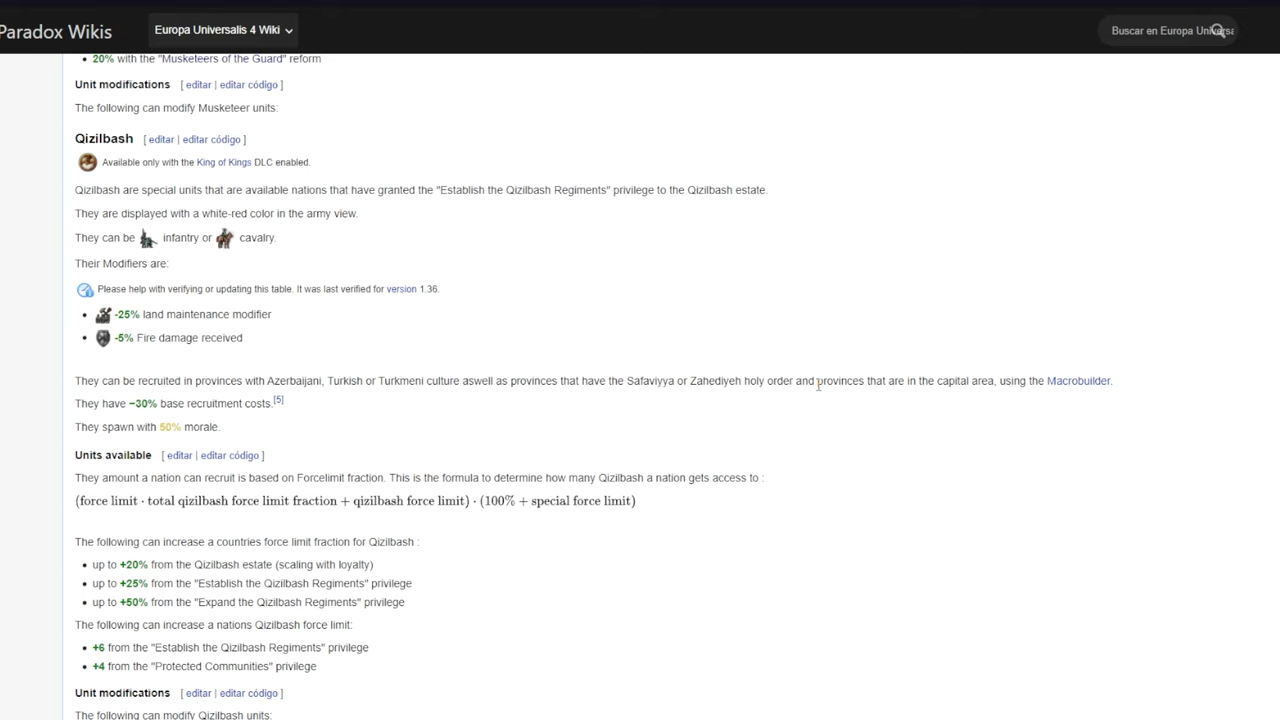 Paradox Wikis
Europa Universalis 4 Wiki
Buscar en Europa Universa
20% with the "Musketeers of the Guard" reform
Unit modifications [ editar | editar código ]
The following can modify Musketeer units:
Qizilbash [ editar | editar código ]
Available only with the King of Kings DLC enabled.
Qizilbash are special units that are available nations that have granted the "Establish the Qizilbash Regiments" privilege to the Qizilbash estate.
They are displayed with a white-red color in the army view.
They can be infantry or cavalry.
Their Modifiers are:
Please help with verifying or updating this table. It was last verified for version 1.36.
-25% land maintenance modifier
-5% Fire damage received
They can be recruited in provinces with Azerbaijani, Turkish or Turkmeni culture aswell as provinces that have the Safaviyya or Zahediyeh holy order and provinces that are in the capital area, using the Macrobuilder.
They have −30% base recruitment costs.[5]
They spawn with 50% morale.
Units available [ editar | editar código ]
They amount a nation can recruit is based on Forcelimit fraction. This is the formula to determine how many Qizilbash a nation gets access to :
(force limit · total qizilbash force limit fraction + qizilbash force limit) · (100% + special force limit)
The following can increase a countries force limit fraction for Qizilbash :
up to +20% from the Qizilbash estate (scaling with loyalty)
up to +25% from the "Establish the Qizilbash Regiments" privilege
up to +50% from the "Expand the Qizilbash Regiments" privilege
The following can increase a nations Qizilbash force limit:
+6 from the "Establish the Qizilbash Regiments" privilege
+4 from the "Protected Communities" privilege
Unit modifications [ editar | editar código ]
The following can modify Qizilbash units: